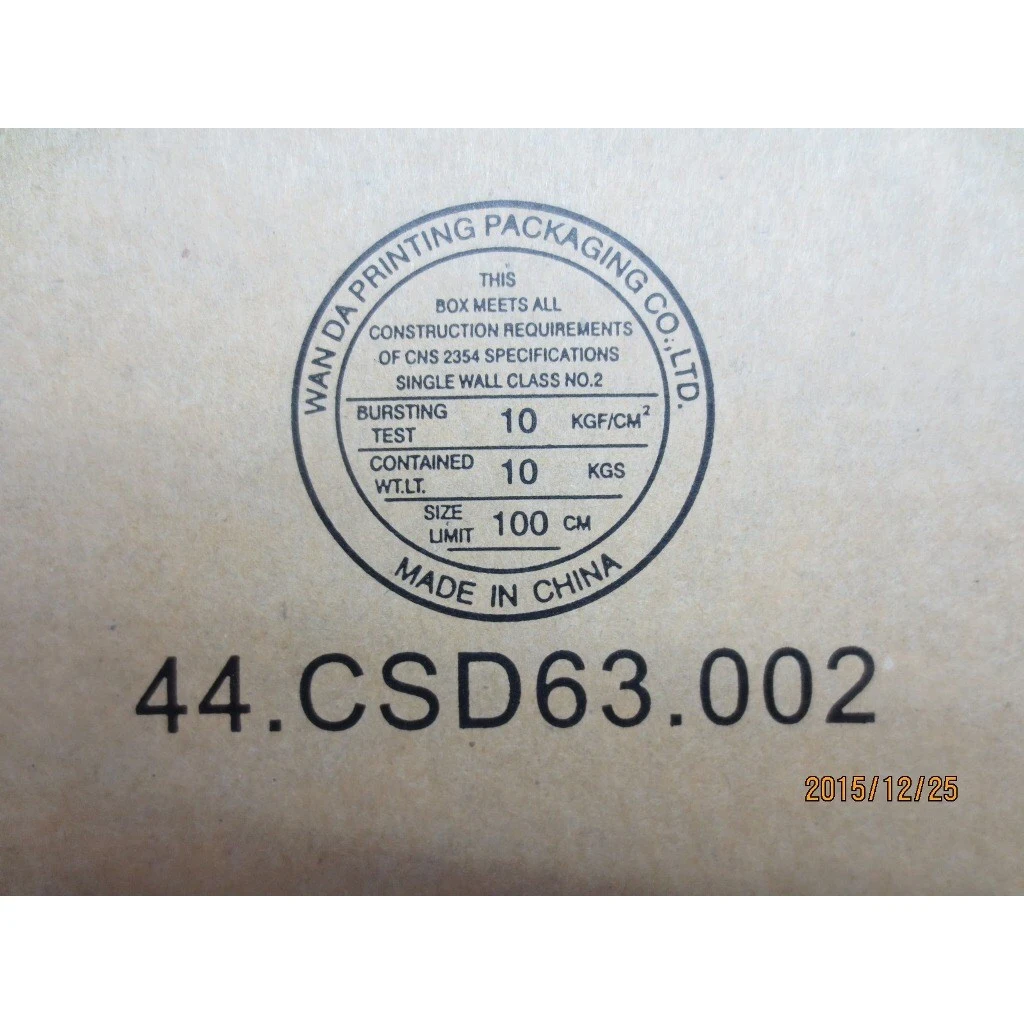 WAN DA PRINTING PACKAGING CO:,LTD.
THIS
BOX MEETS ALL
CONSTRUCTION REQUIREMENTS
OF CNS 2354 SPECIFICATIONS
SINGLE WALL CLASS NO.2
BURSTING TEST 10 KGF/CM²
CONTAINED WT.LT. 10 KGS
SIZE LIMIT 100 CM
MADE IN CHINA
44.CSD63.002
2015/12/25